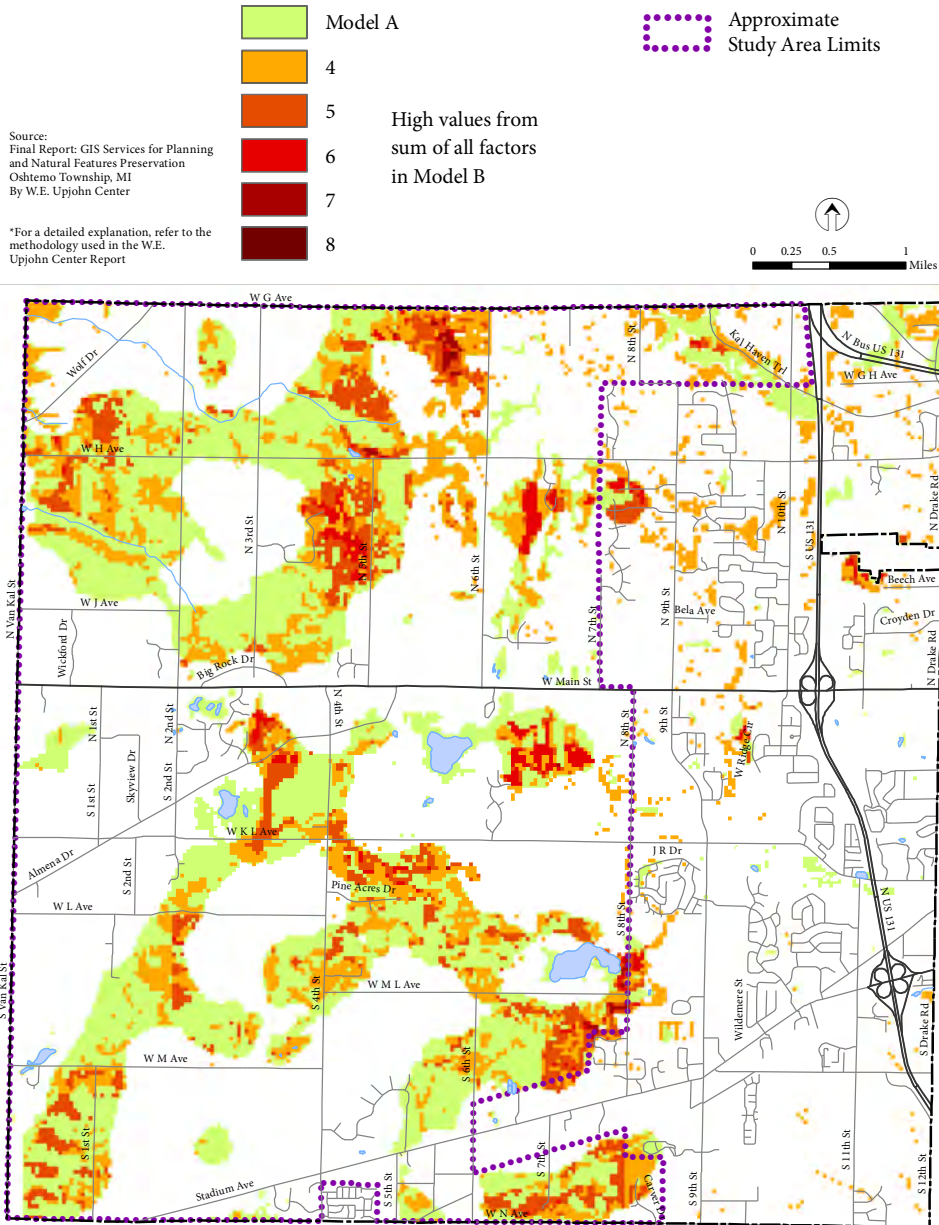 Model A
4
5
6
7
8
High values from
sum of all factors
in Model B
Approximate
Study Area Limits
Source:
Final Report: GIS Services for Planning
and Natural Features Preservation
Oshtemo Township, MI
By W.E. Upjohn Center
*For a detailed explanation, refer to the
methodology used in the W.E.
Upjohn Center Report
0 0.25 0.5 1
Miles
W G Ave
Wolf Dr
N 8th St
Kal Haven Trl
N Bus US 131
W G H Ave
W H Ave
N 3rd St
N 5th St
N 6th St
N 10th St
S US 131
N Drake Rd
Beech Ave
Croyden Dr
N Van Kal St
W J Ave
Wickford Dr
Big Rock Dr
N 7th St
N 9th St
Bela Ave
N Drake Rd
W Main St
N 1st St
N 2nd St
N 4th St
N 8th St
9th St
W Ridge Cir
Skyview Dr
S 1st St
S 2nd St
W K L Ave
Almena Dr
S 2nd St
Pine Acres Dr
J R Dr
W L Ave
S 8th St
N US 131
S Van Kal St
S 4th St
W M L Ave
Wildemere St
S Drake Rd
W M Ave
S 6th St
S 1st St
S 7th St
S 11th St
S 12th St
Stadium Ave
S 5th St
W N Ave
S 9th St